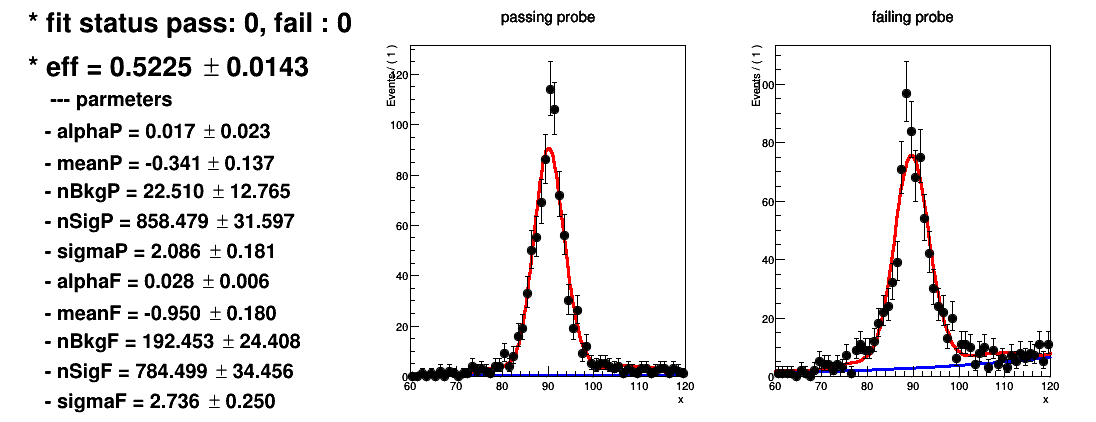 * fit status pass: 0, fail : 0
* eff = 0.5225 ± 0.0143
--- parmeters
- alphaP = 0.017 ± 0.023
- meanP = -0.341 ± 0.137
- nBkgP = 22.510 ± 12.765
- nSigP = 858.479 ± 31.597
- sigmaP = 2.086 ± 0.181
- alphaF = 0.028 ± 0.006
- meanF = -0.950 ± 0.180
- nBkgF = 192.453 ± 24.408
- nSigF = 784.499 ± 34.456
- sigmaF = 2.736 ± 0.250
passing probe
Events / ( 1 )
120
100
80
60
40
20
0
60 70 80 90 100 110 120
x
failing probe
Events / ( 1 )
100
80
60
40
20
0
60 70 80 90 100 110 120
x